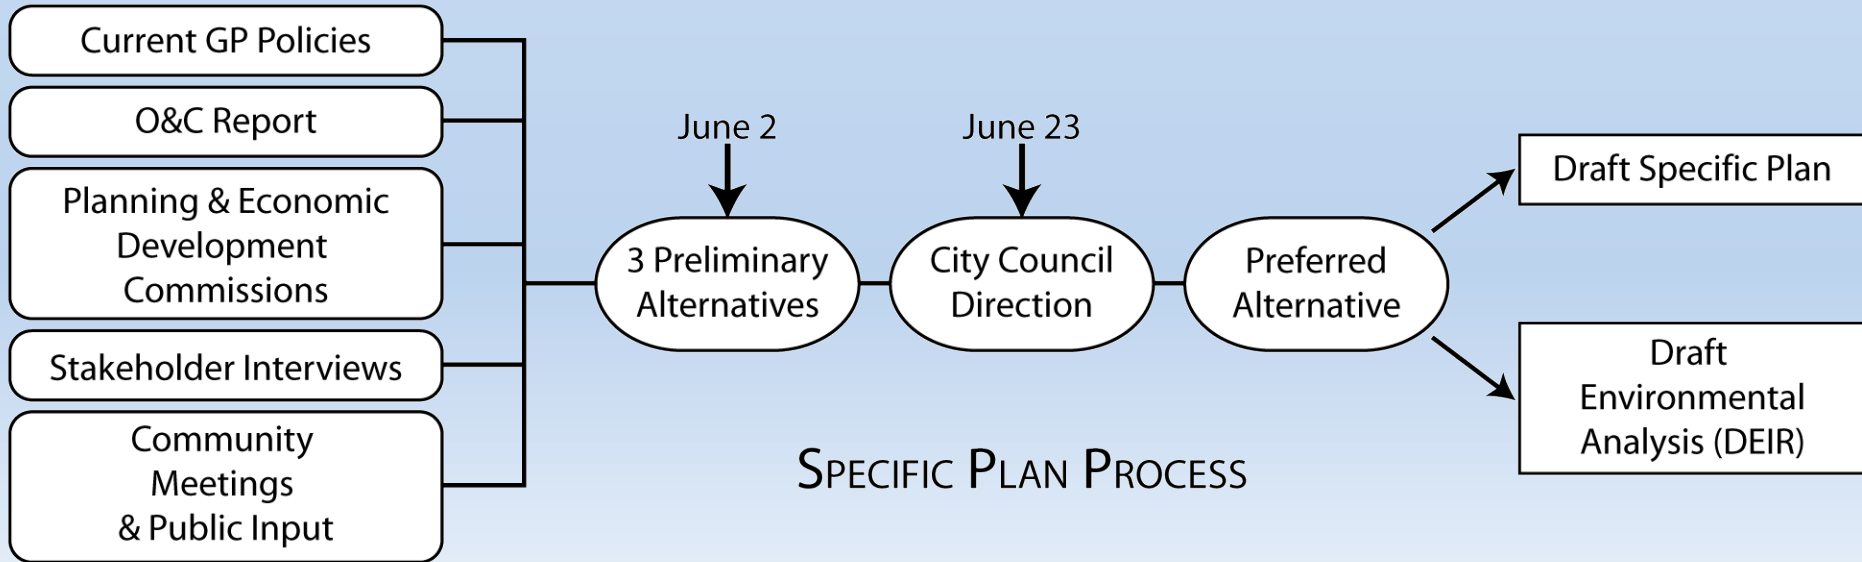 Current GP Policies
O&C Report
Planning & Economic
Development
Commissions
Stakeholder Interviews
Community
Meetings
& Public Input
June 2
3 Preliminary
Alternatives
June 23
City Council
Direction
Preferred
Alternative
Draft Specific Plan
Draft
Environmental
Analysis (DEIR)
SPECIFIC PLAN PROCESS